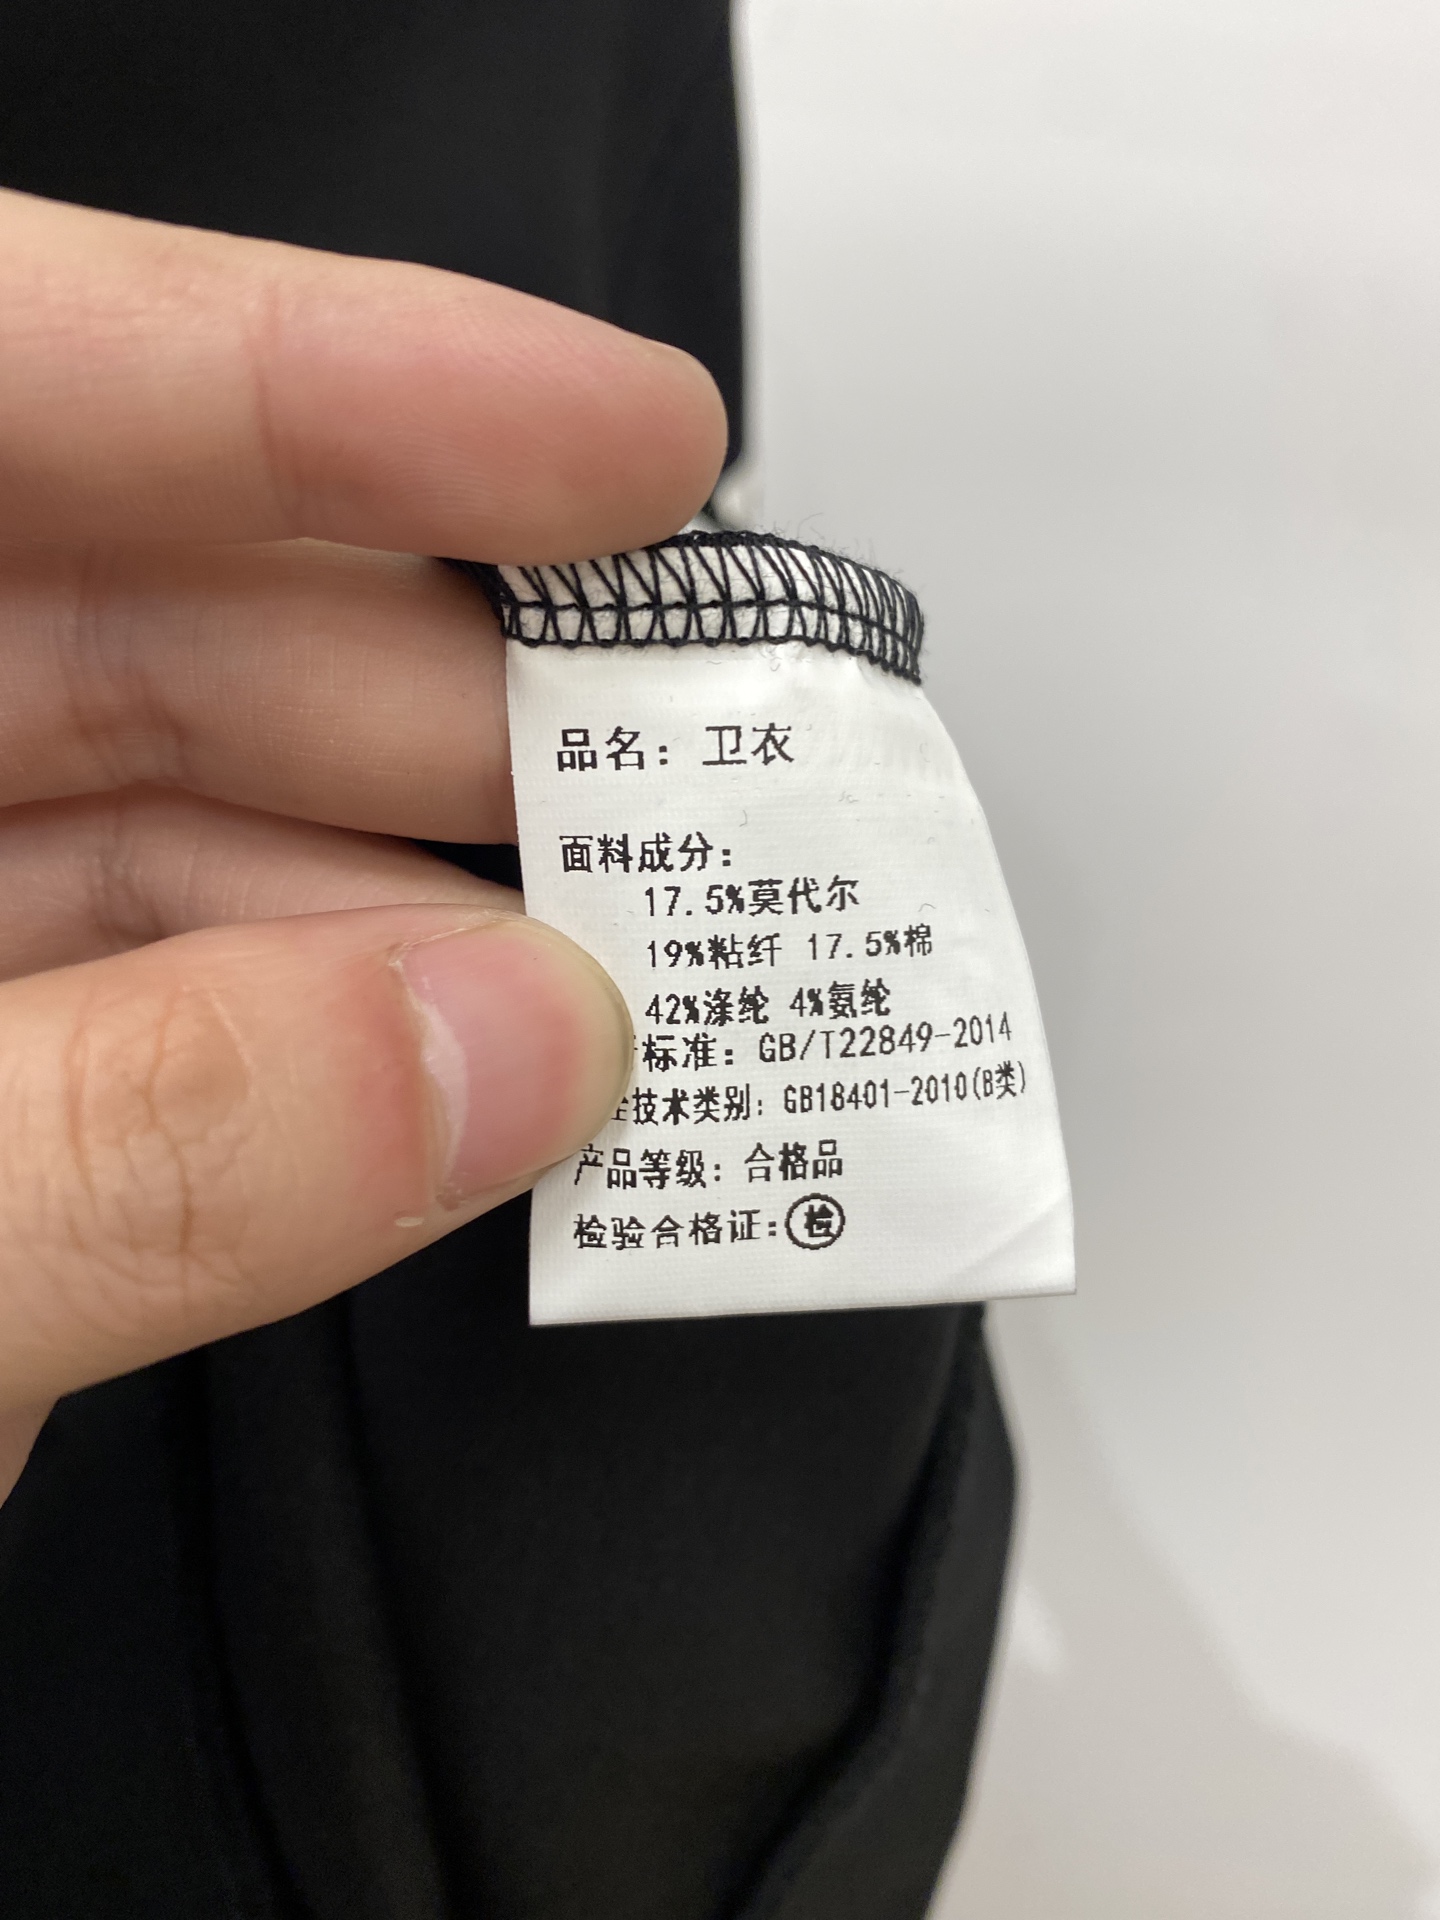 品名：卫衣
面料成分：
17.5%莫代尔
19%粘纤 17.5%棉
42%涤纶 4%氨纶
标准：GB/T22849-2014
技术类别：GB18401-2010(B类)
产品等级：合格品
检验合格证：检